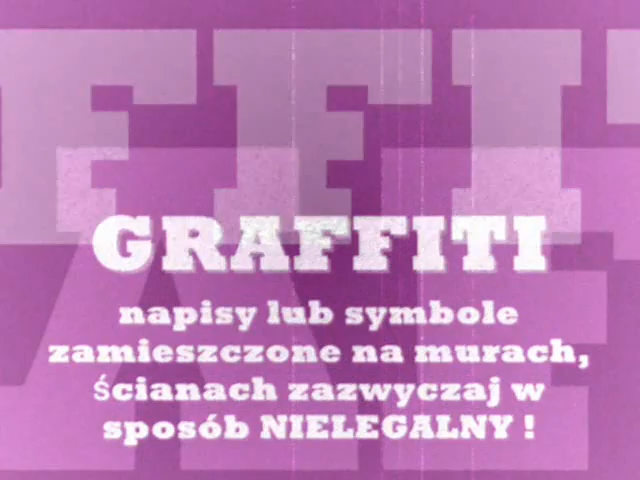 GRAFFITI
napisy lub symbole
zamieszczone na murach,
ścianach zazwyczaj w
sposób NIELEGALNY !